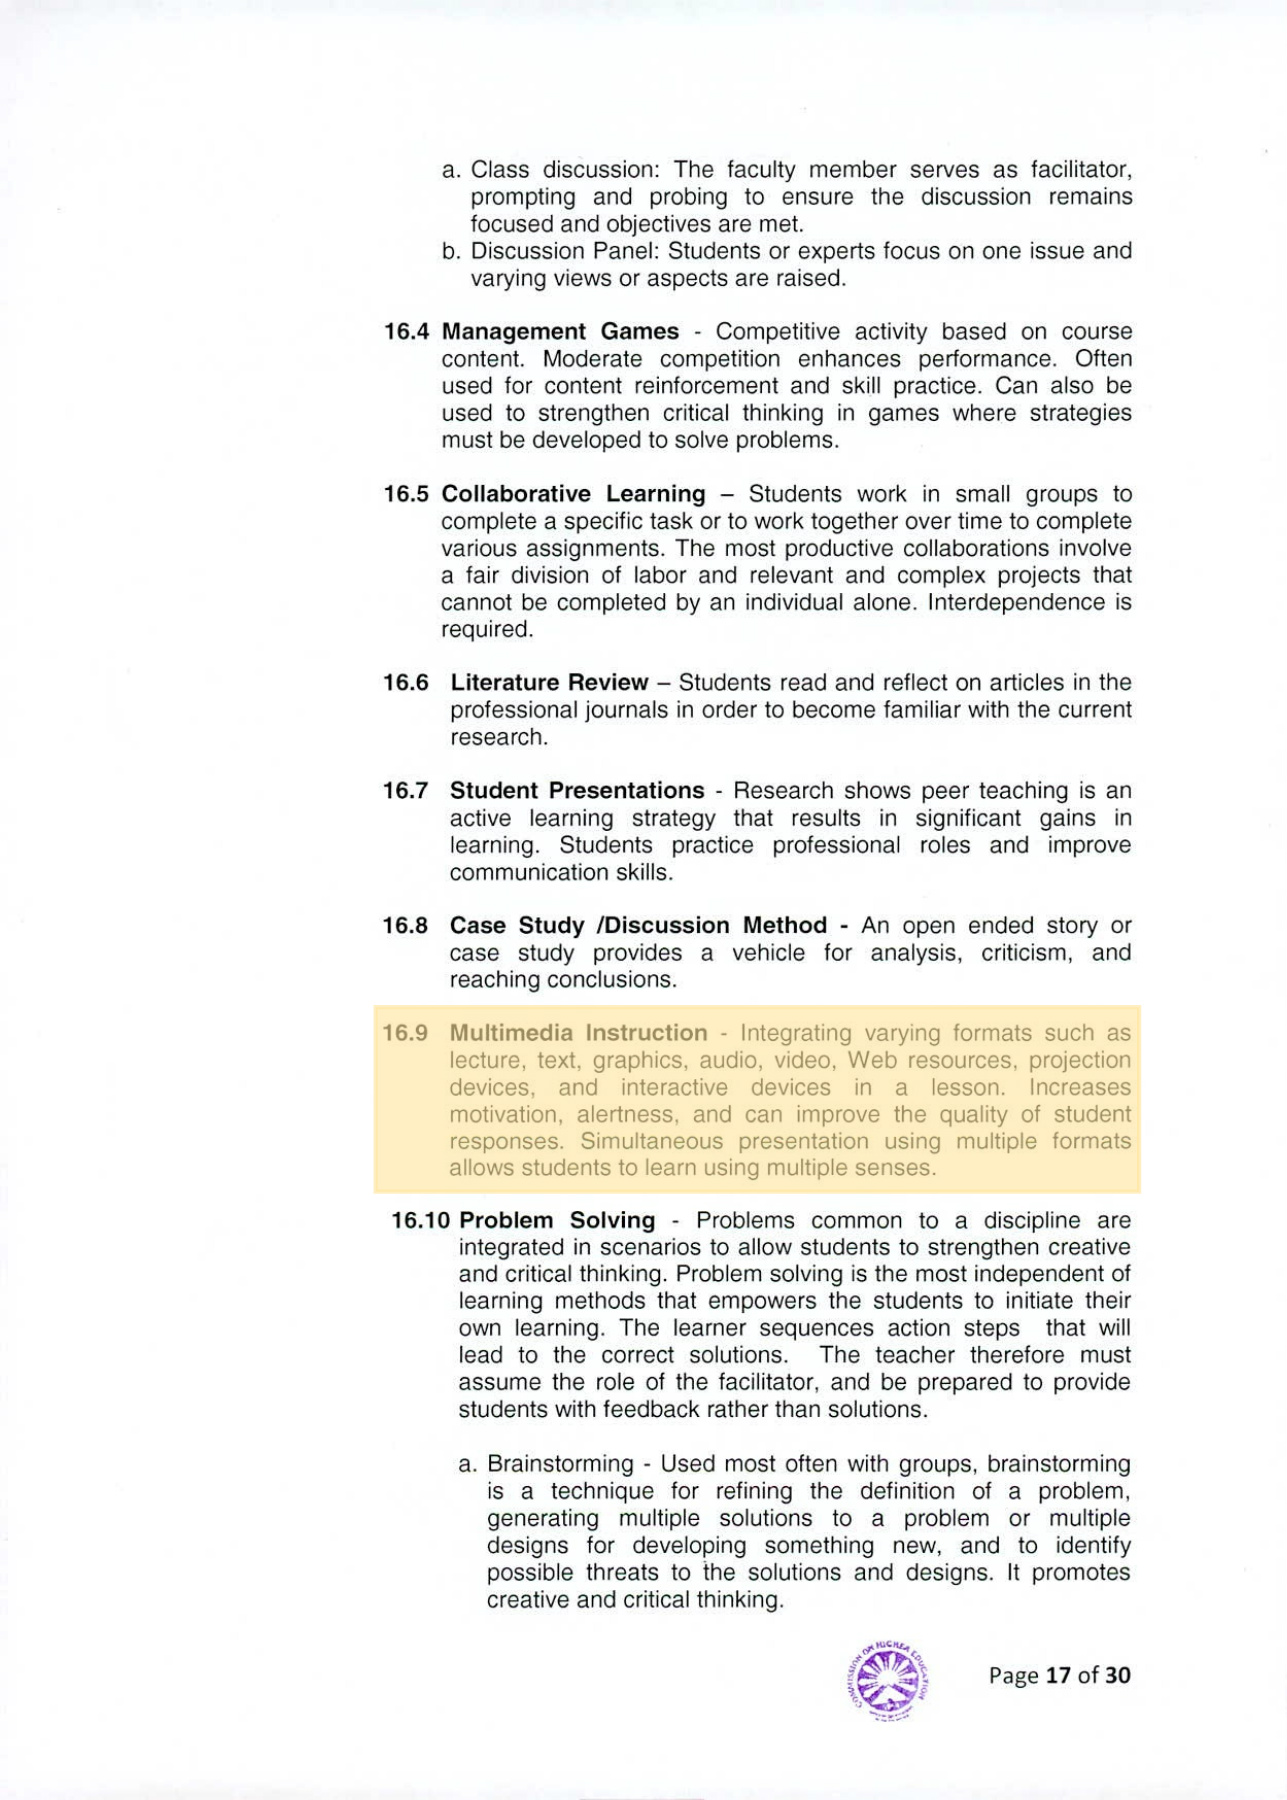 a. Class discussion: The faculty member serves as facilitator,
prompting and probing to ensure the discussion remains
focused and objectives are met.
b. Discussion Panel: Students or experts focus on one issue and
varying views or aspects are raised.
16.4 Management Games - Competitive activity based on course
content. Moderate competition enhances performance. Often
used for content reinforcement and skill practice. Can also be
used to strengthen critical thinking in games where strategies
must be developed to solve problems.
16.5 Collaborative Learning – Students work in small groups to
complete a specific task or to work together over time to complete
various assignments. The most productive collaborations involve
a fair division of labor and relevant and complex projects that
cannot be completed by an individual alone. Interdependence is
required.
16.6 Literature Review – Students read and reflect on articles in the
professional journals in order to become familiar with the current
research.
16.7 Student Presentations - Research shows peer teaching is an
active learning strategy that results in significant gains in
learning. Students practice professional roles and improve
communication skills.
16.8 Case Study /Discussion Method - An open ended story or
case study provides a vehicle for analysis, criticism, and
reaching conclusions.
16.9 Multimedia Instruction - Integrating varying formats such as
lecture, text, graphics, audio, video, Web resources, projection
devices, and interactive devices in a lesson. Increases
motivation, alertness, and can improve the quality of student
responses. Simultaneous presentation using multiple formats
allows students to learn using multiple senses.
16.10 Problem Solving - Problems common to a discipline are
integrated in scenarios to allow students to strengthen creative
and critical thinking. Problem solving is the most independent of
learning methods that empowers the students to initiate their
own learning. The learner sequences action steps that will
lead to the correct solutions. The teacher therefore must
assume the role of the facilitator, and be prepared to provide
students with feedback rather than solutions.
a. Brainstorming - Used most often with groups, brainstorming
is a technique for refining the definition of a problem,
generating multiple solutions to a problem or multiple
designs for developing something new, and to identify
possible threats to the solutions and designs. It promotes
creative and critical thinking.
COMMISSION ON HIGHER EDUCATION
Page 17 of 30